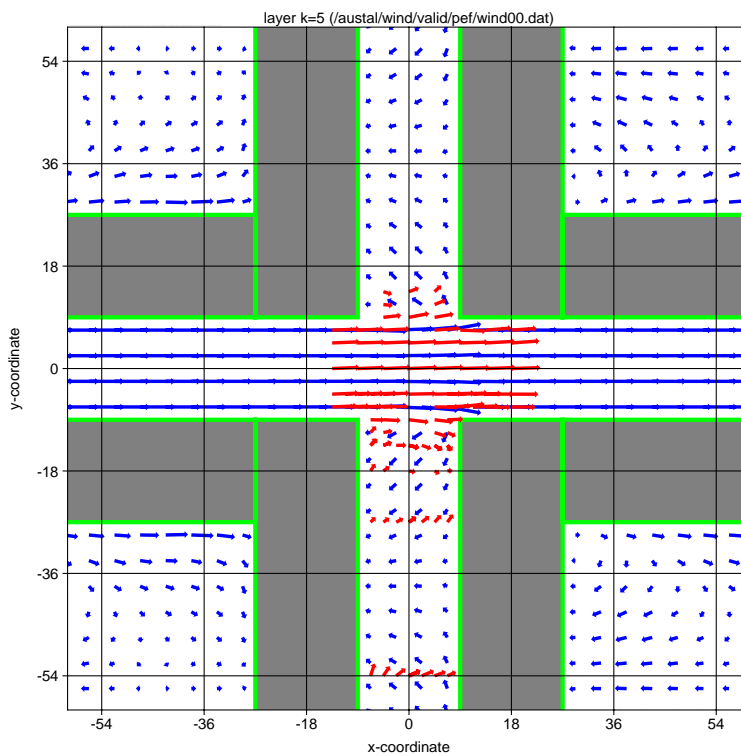 layer k=5 (/austal/wind/valid/pef/wind00.dat)
54
36
18
0
-18
-36
-54
y-coordinate
-54 -36 -18 0 18 36 54
x-coordinate